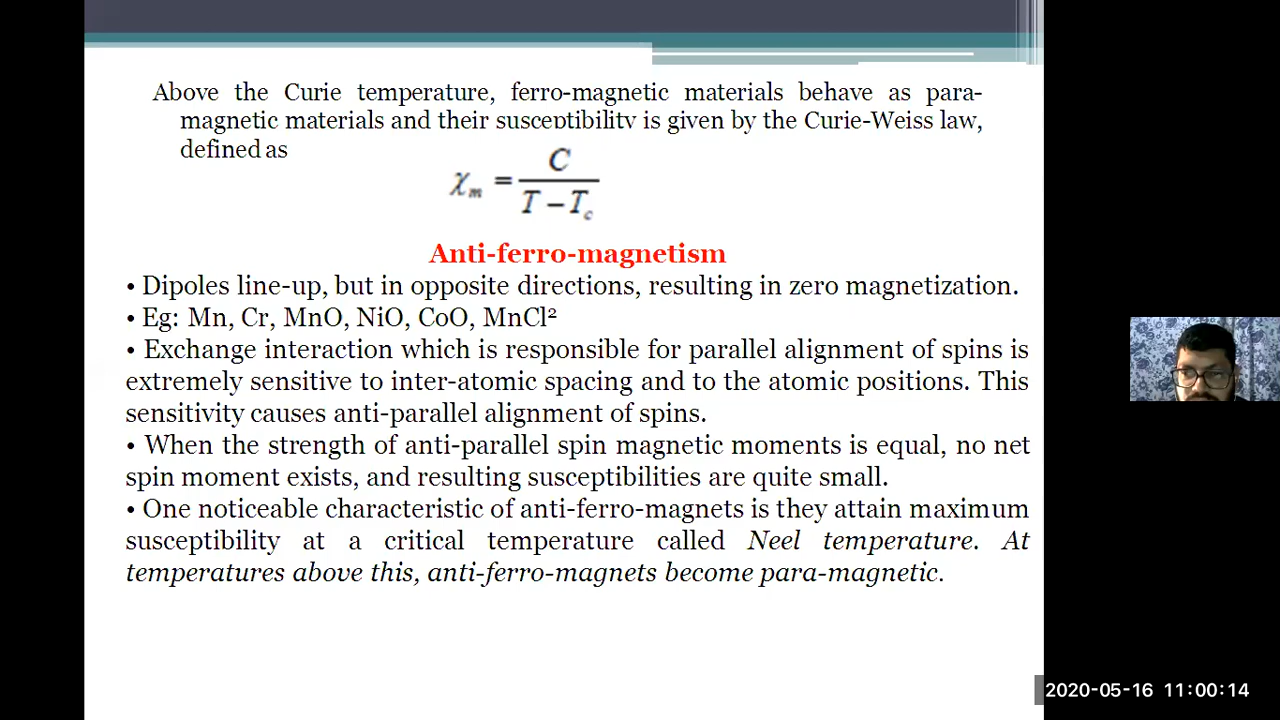 Above the Curie temperature, ferro-magnetic materials behave as para-
magnetic materials and their susceptibility is given by the Curie-Weiss law,
defined as
χₘ = C / (T − T꜀)
Anti-ferro-magnetism
• Dipoles line-up, but in opposite directions, resulting in zero magnetization.
• Eg: Mn, Cr, MnO, NiO, CoO, MnCl²
• Exchange interaction which is responsible for parallel alignment of spins is
extremely sensitive to inter-atomic spacing and to the atomic positions. This
sensitivity causes anti-parallel alignment of spins.
• When the strength of anti-parallel spin magnetic moments is equal, no net
spin moment exists, and resulting susceptibilities are quite small.
• One noticeable characteristic of anti-ferro-magnets is they attain maximum
susceptibility at a critical temperature called Neel temperature. At
temperatures above this, anti-ferro-magnets become para-magnetic.
2020-05-16 11:00:14